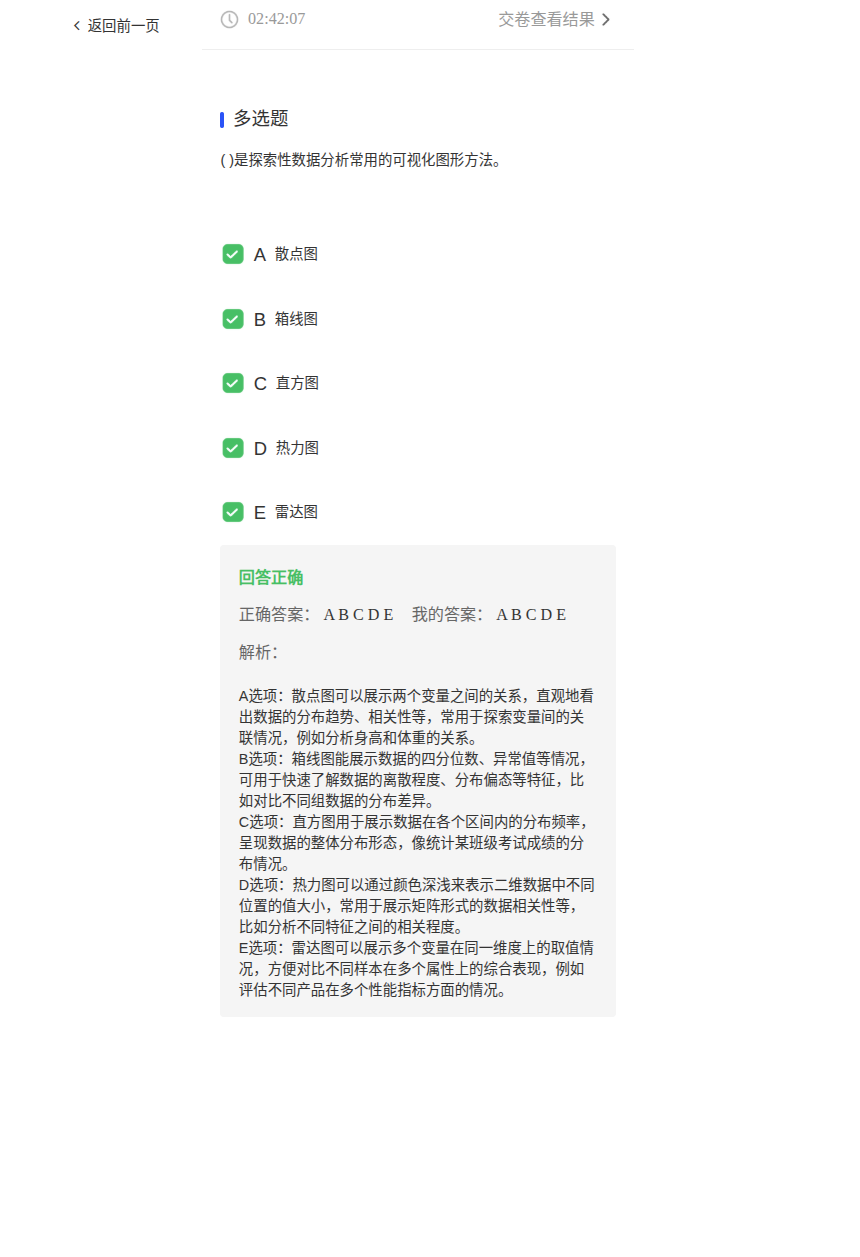 返回前一页
02:42:07
交卷查看结果
多选题
( )是探索性数据分析常用的可视化图形方法。
A 散点图
B 箱线图
C 直方图
D 热力图
E 雷达图
回答正确
正确答案： A B C D E 我的答案： A B C D E
解析：
A选项：散点图可以展示两个变量之间的关系，直观地看
出数据的分布趋势、相关性等，常用于探索变量间的关
联情况，例如分析身高和体重的关系。
B选项：箱线图能展示数据的四分位数、异常值等情况，
可用于快速了解数据的离散程度、分布偏态等特征，比
如对比不同组数据的分布差异。
C选项：直方图用于展示数据在各个区间内的分布频率，
呈现数据的整体分布形态，像统计某班级考试成绩的分
布情况。
D选项：热力图可以通过颜色深浅来表示二维数据中不同
位置的值大小，常用于展示矩阵形式的数据相关性等，
比如分析不同特征之间的相关程度。
E选项：雷达图可以展示多个变量在同一维度上的取值情
况，方便对比不同样本在多个属性上的综合表现，例如
评估不同产品在多个性能指标方面的情况。